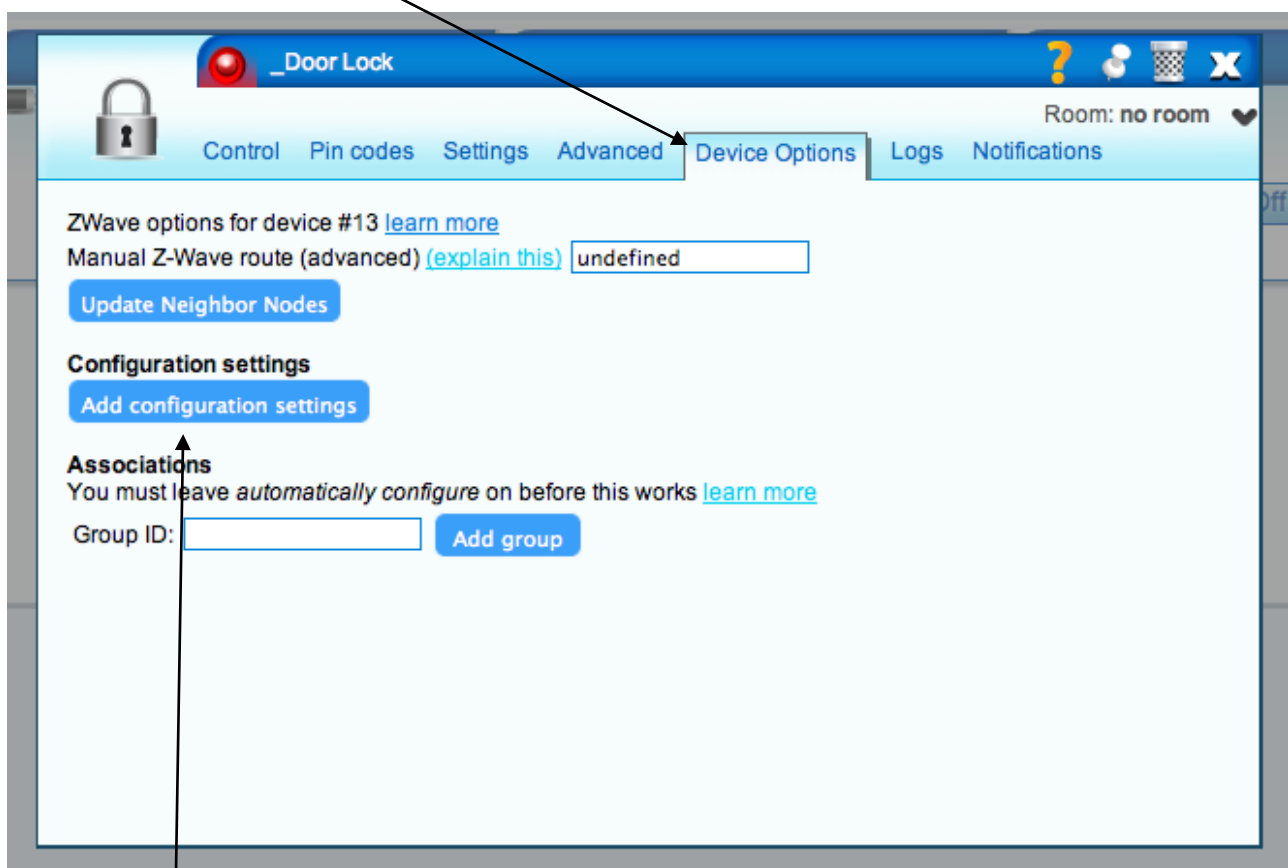 _Door Lock
Room: no room
Control Pin codes Settings Advanced Device Options Logs Notifications
ZWave options for device #13 learn more
Manual Z-Wave route (advanced) (explain this) undefined
Update Neighbor Nodes
Configuration settings
Add configuration settings
Associations
You must leave automatically configure on before this works learn more
Group ID: Add group
Off